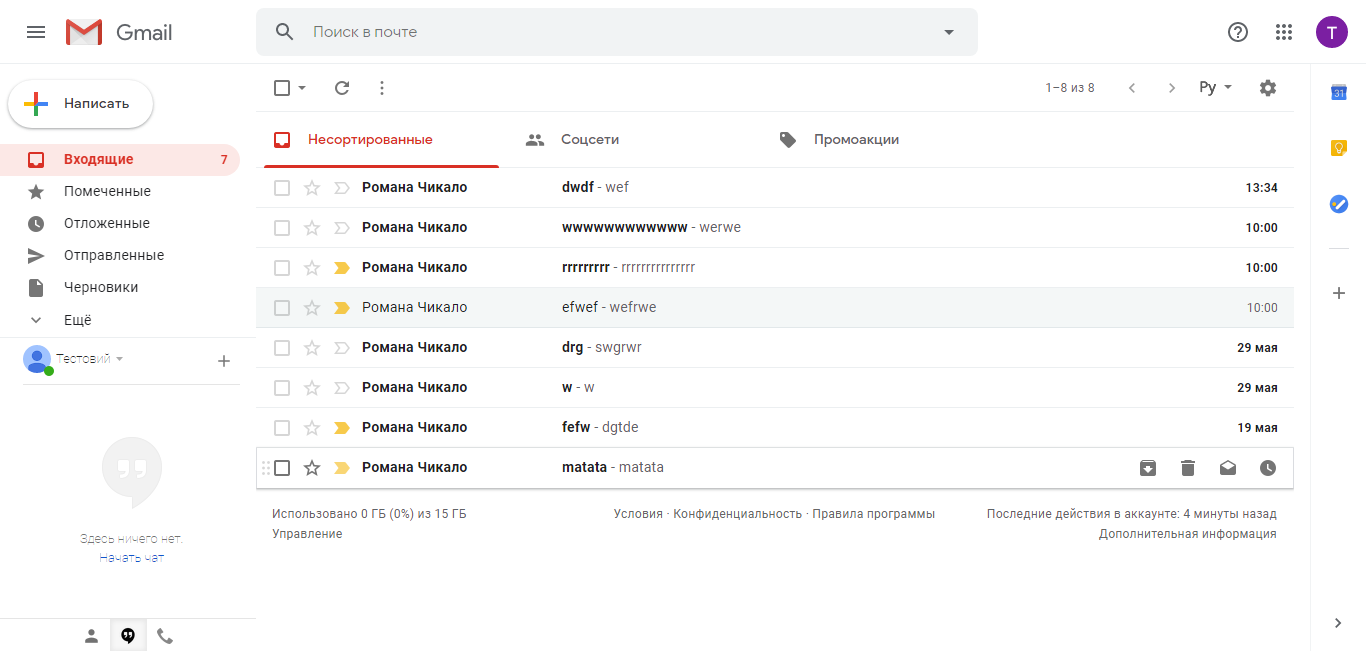 Gmail
Поиск в почте
T
Написать
1–8 из 8
Ру
31
Входящие 7
Помеченные
Отложенные
Отправленные
Черновики
Ещё
Тестовий
Здесь ничего нет.
Начать чат
Несортированные Соцсети Промоакции
Романа Чикало dwdf - wef 13:34
Романа Чикало wwwwwwwwwwww - werwe 10:00
Романа Чикало rrrrrrrrr - rrrrrrrrrrrrrrr 10:00
Романа Чикало efwef - wefrwe 10:00
Романа Чикало drg - swgrwr 29 мая
Романа Чикало w - w 29 мая
Романа Чикало fefw - dgtde 19 мая
Романа Чикало matata - matata
Использовано 0 ГБ (0%) из 15 ГБ
Управление
Условия · Конфиденциальность · Правила программы
Последние действия в аккаунте: 4 минуты назад
Дополнительная информация